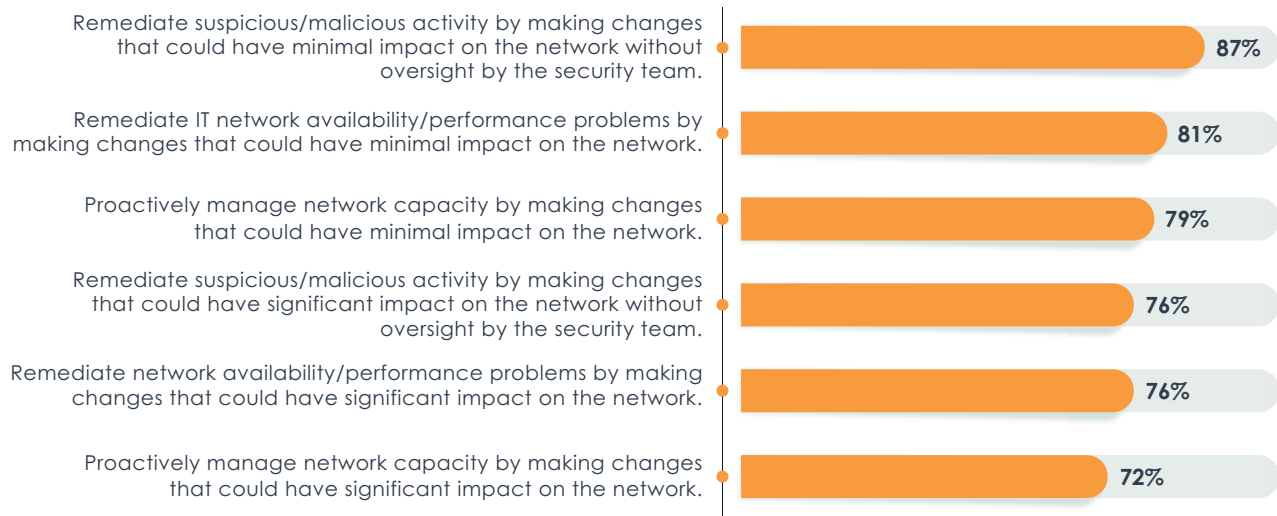 Remediate suspicious/malicious activity by making changes
that could have minimal impact on the network without
oversight by the security team.
87%
Remediate IT network availability/performance problems by
making changes that could have minimal impact on the network.
81%
Proactively manage network capacity by making changes
that could have minimal impact on the network.
79%
Remediate suspicious/malicious activity by making changes
that could have significant impact on the network without
oversight by the security team.
76%
Remediate network availability/performance problems by making
changes that could have significant impact on the network.
76%
Proactively manage network capacity by making changes
that could have significant impact on the network.
72%